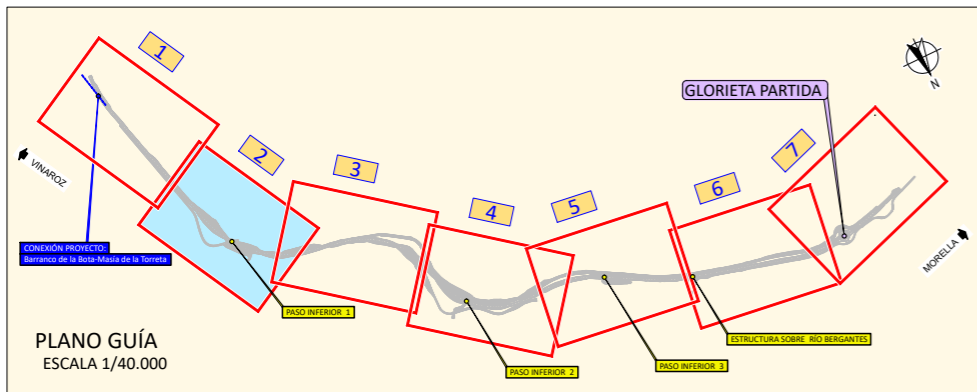 1
2
3
4
5
6
7
N
GLORIETA PARTIDA
VINAROZ
MORELLA
CONEXIÓN PROYECTO:
Barranco de la Bota-Masía de la Torreta
PASO INFERIOR 1
PASO INFERIOR 2
PASO INFERIOR 3
ESTRUCTURA SOBRE RÍO BERGANTES
PLANO GUÍA
ESCALA 1/40.000